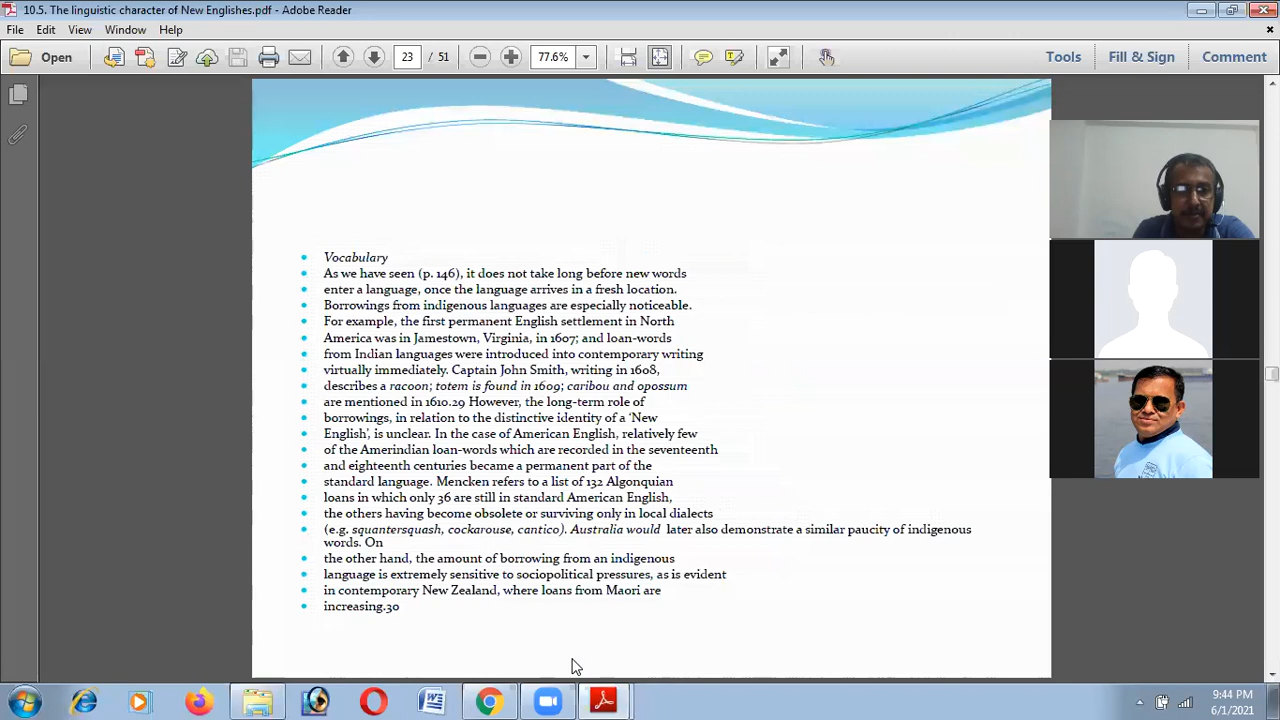 10.5. The linguistic character of New Englishes.pdf - Adobe Reader
File Edit View Window Help
Open 23 / 51 77.6% Tools Fill & Sign Comment
Vocabulary
As we have seen (p. 146), it does not take long before new words
enter a language, once the language arrives in a fresh location.
Borrowings from indigenous languages are especially noticeable.
For example, the first permanent English settlement in North
America was in Jamestown, Virginia, in 1607; and loan-words
from Indian languages were introduced into contemporary writing
virtually immediately. Captain John Smith, writing in 1608,
describes a racoon; totem is found in 1609; caribou and opossum
are mentioned in 1610.29 However, the long-term role of
borrowings, in relation to the distinctive identity of a ‘New
English’, is unclear. In the case of American English, relatively few
of the Amerindian loan-words which are recorded in the seventeenth
and eighteenth centuries became a permanent part of the
standard language. Mencken refers to a list of 132 Algonquian
loans in which only 36 are still in standard American English,
the others having become obsolete or surviving only in local dialects
(e.g. squantersquash, cockarouse, cantico). Australia would later also demonstrate a similar paucity of indigenous
words. On
the other hand, the amount of borrowing from an indigenous
language is extremely sensitive to sociopolitical pressures, as is evident
in contemporary New Zealand, where loans from Maori are
increasing.30
9:44 PM
6/1/2021